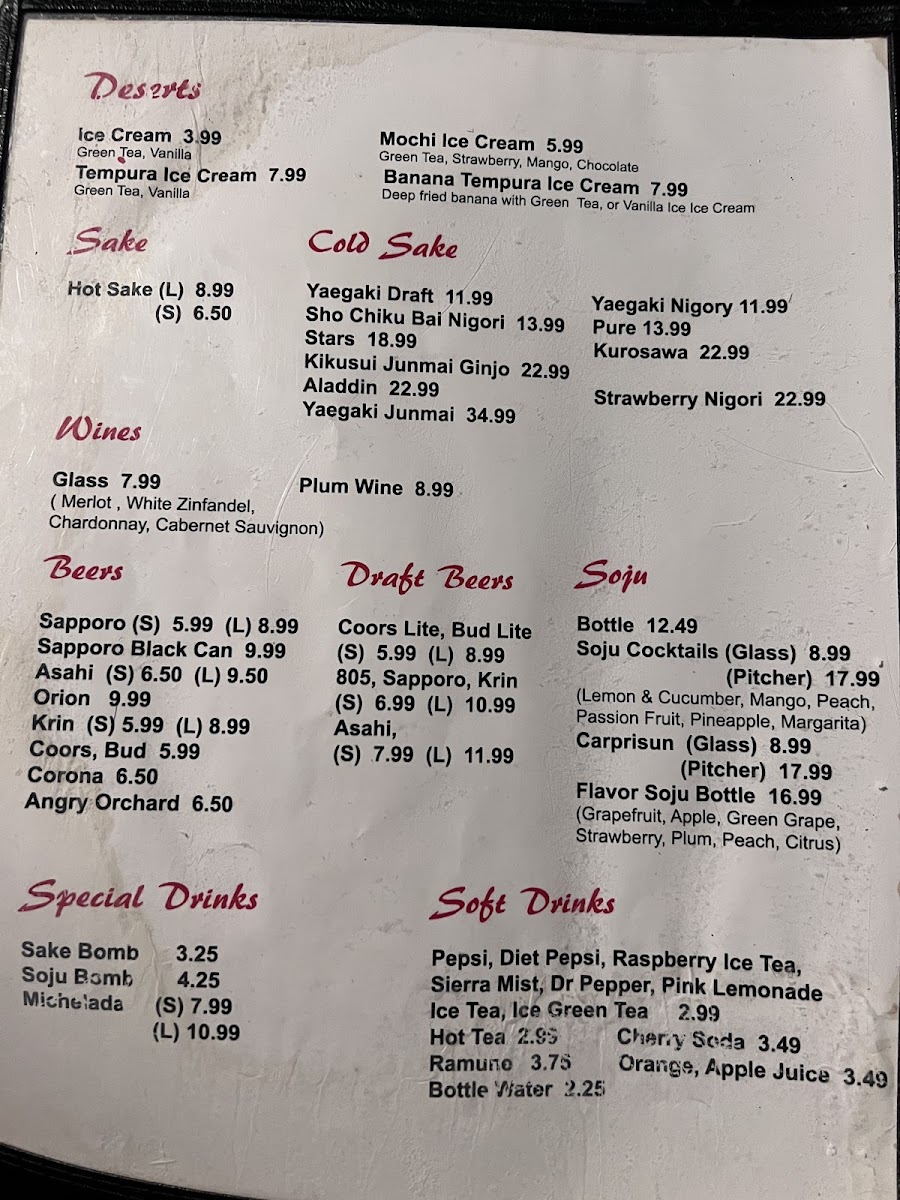 Deserts
Ice Cream 3.99
Green Tea, Vanilla
Tempura Ice Cream 7.99
Green Tea, Vanilla
Mochi Ice Cream 5.99
Green Tea, Strawberry, Mango, Chocolate
Banana Tempura Ice Cream 7.99
Deep fried banana with Green Tea, or Vanilla Ice Ice Cream
Sake
Hot Sake (L) 8.99
(S) 6.50
Cold Sake
Yaegaki Draft 11.99
Sho Chiku Bai Nigori 13.99
Stars 18.99
Kikusui Junmai Ginjo 22.99
Aladdin 22.99
Yaegaki Junmai 34.99
Yaegaki Nigory 11.99
Pure 13.99
Kurosawa 22.99
Strawberry Nigori 22.99
Wines
Glass 7.99
( Merlot , White Zinfandel,
Chardonnay, Cabernet Sauvignon)
Plum Wine 8.99
Beers
Sapporo (S) 5.99 (L) 8.99
Sapporo Black Can 9.99
Asahi (S) 6.50 (L) 9.50
Orion 9.99
Krin (S) 5.99 (L) 8.99
Coors, Bud 5.99
Corona 6.50
Angry Orchard 6.50
Draft Beers
Coors Lite, Bud Lite
(S) 5.99 (L) 8.99
805, Sapporo, Krin
(S) 6.99 (L) 10.99
Asahi,
(S) 7.99 (L) 11.99
Soju
Bottle 12.49
Soju Cocktails (Glass) 8.99
(Pitcher) 17.99
(Lemon & Cucumber, Mango, Peach,
Passion Fruit, Pineapple, Margarita)
Carprisun (Glass) 8.99
(Pitcher) 17.99
Flavor Soju Bottle 16.99
(Grapefruit, Apple, Green Grape,
Strawberry, Plum, Peach, Citrus)
Special Drinks
Sake Bomb 3.25
Soju Bomb 4.25
Michelada (S) 7.99
(L) 10.99
Soft Drinks
Pepsi, Diet Pepsi, Raspberry Ice Tea,
Sierra Mist, Dr Pepper, Pink Lemonade
Ice Tea, Ice Green Tea 2.99
Hot Tea
Cherry Soda 3.49
Ramuno 3.75
Orange, Apple Juice 3.49
Bottle Water 2.25